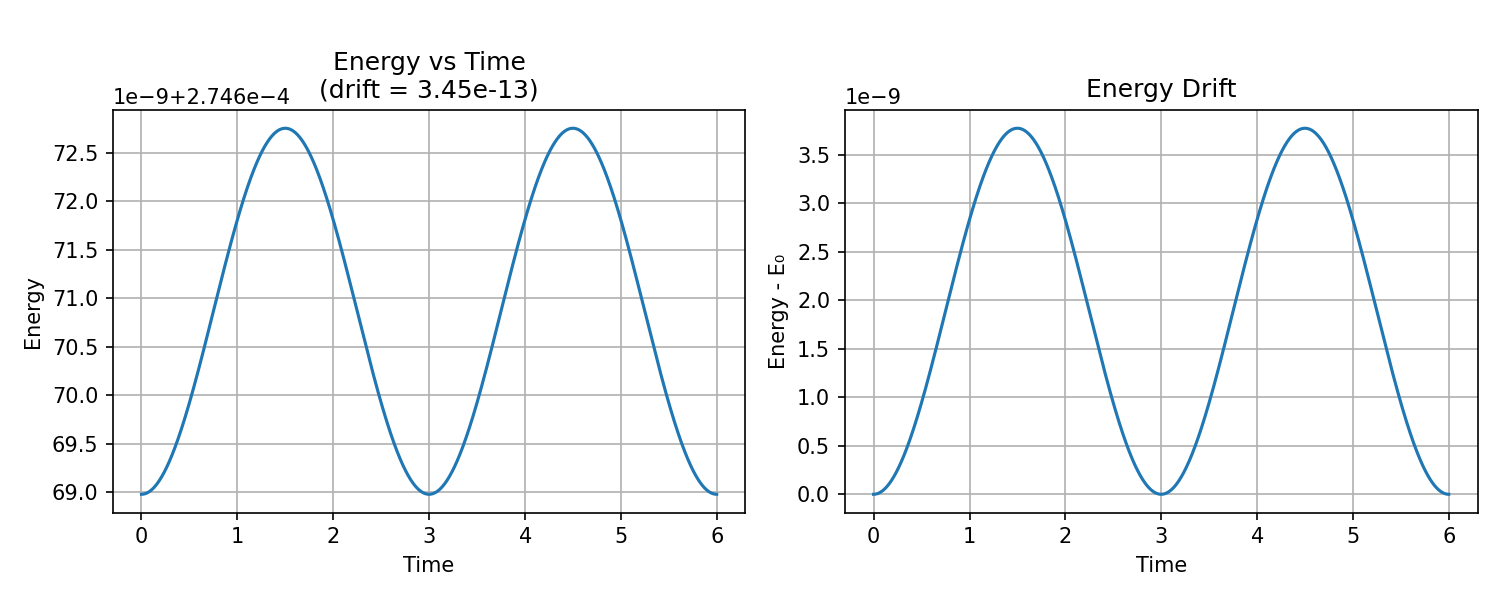 Energy vs Time
(drift = 3.45e-13)
1e−9+2.746e−4
72.5
72.0
71.5
71.0
70.5
70.0
69.5
69.0
Energy
0 1 2 3 4 5 6
Time
Energy Drift
1e−9
3.5
3.0
2.5
2.0
1.5
1.0
0.5
0.0
Energy - E₀
0 1 2 3 4 5 6
Time